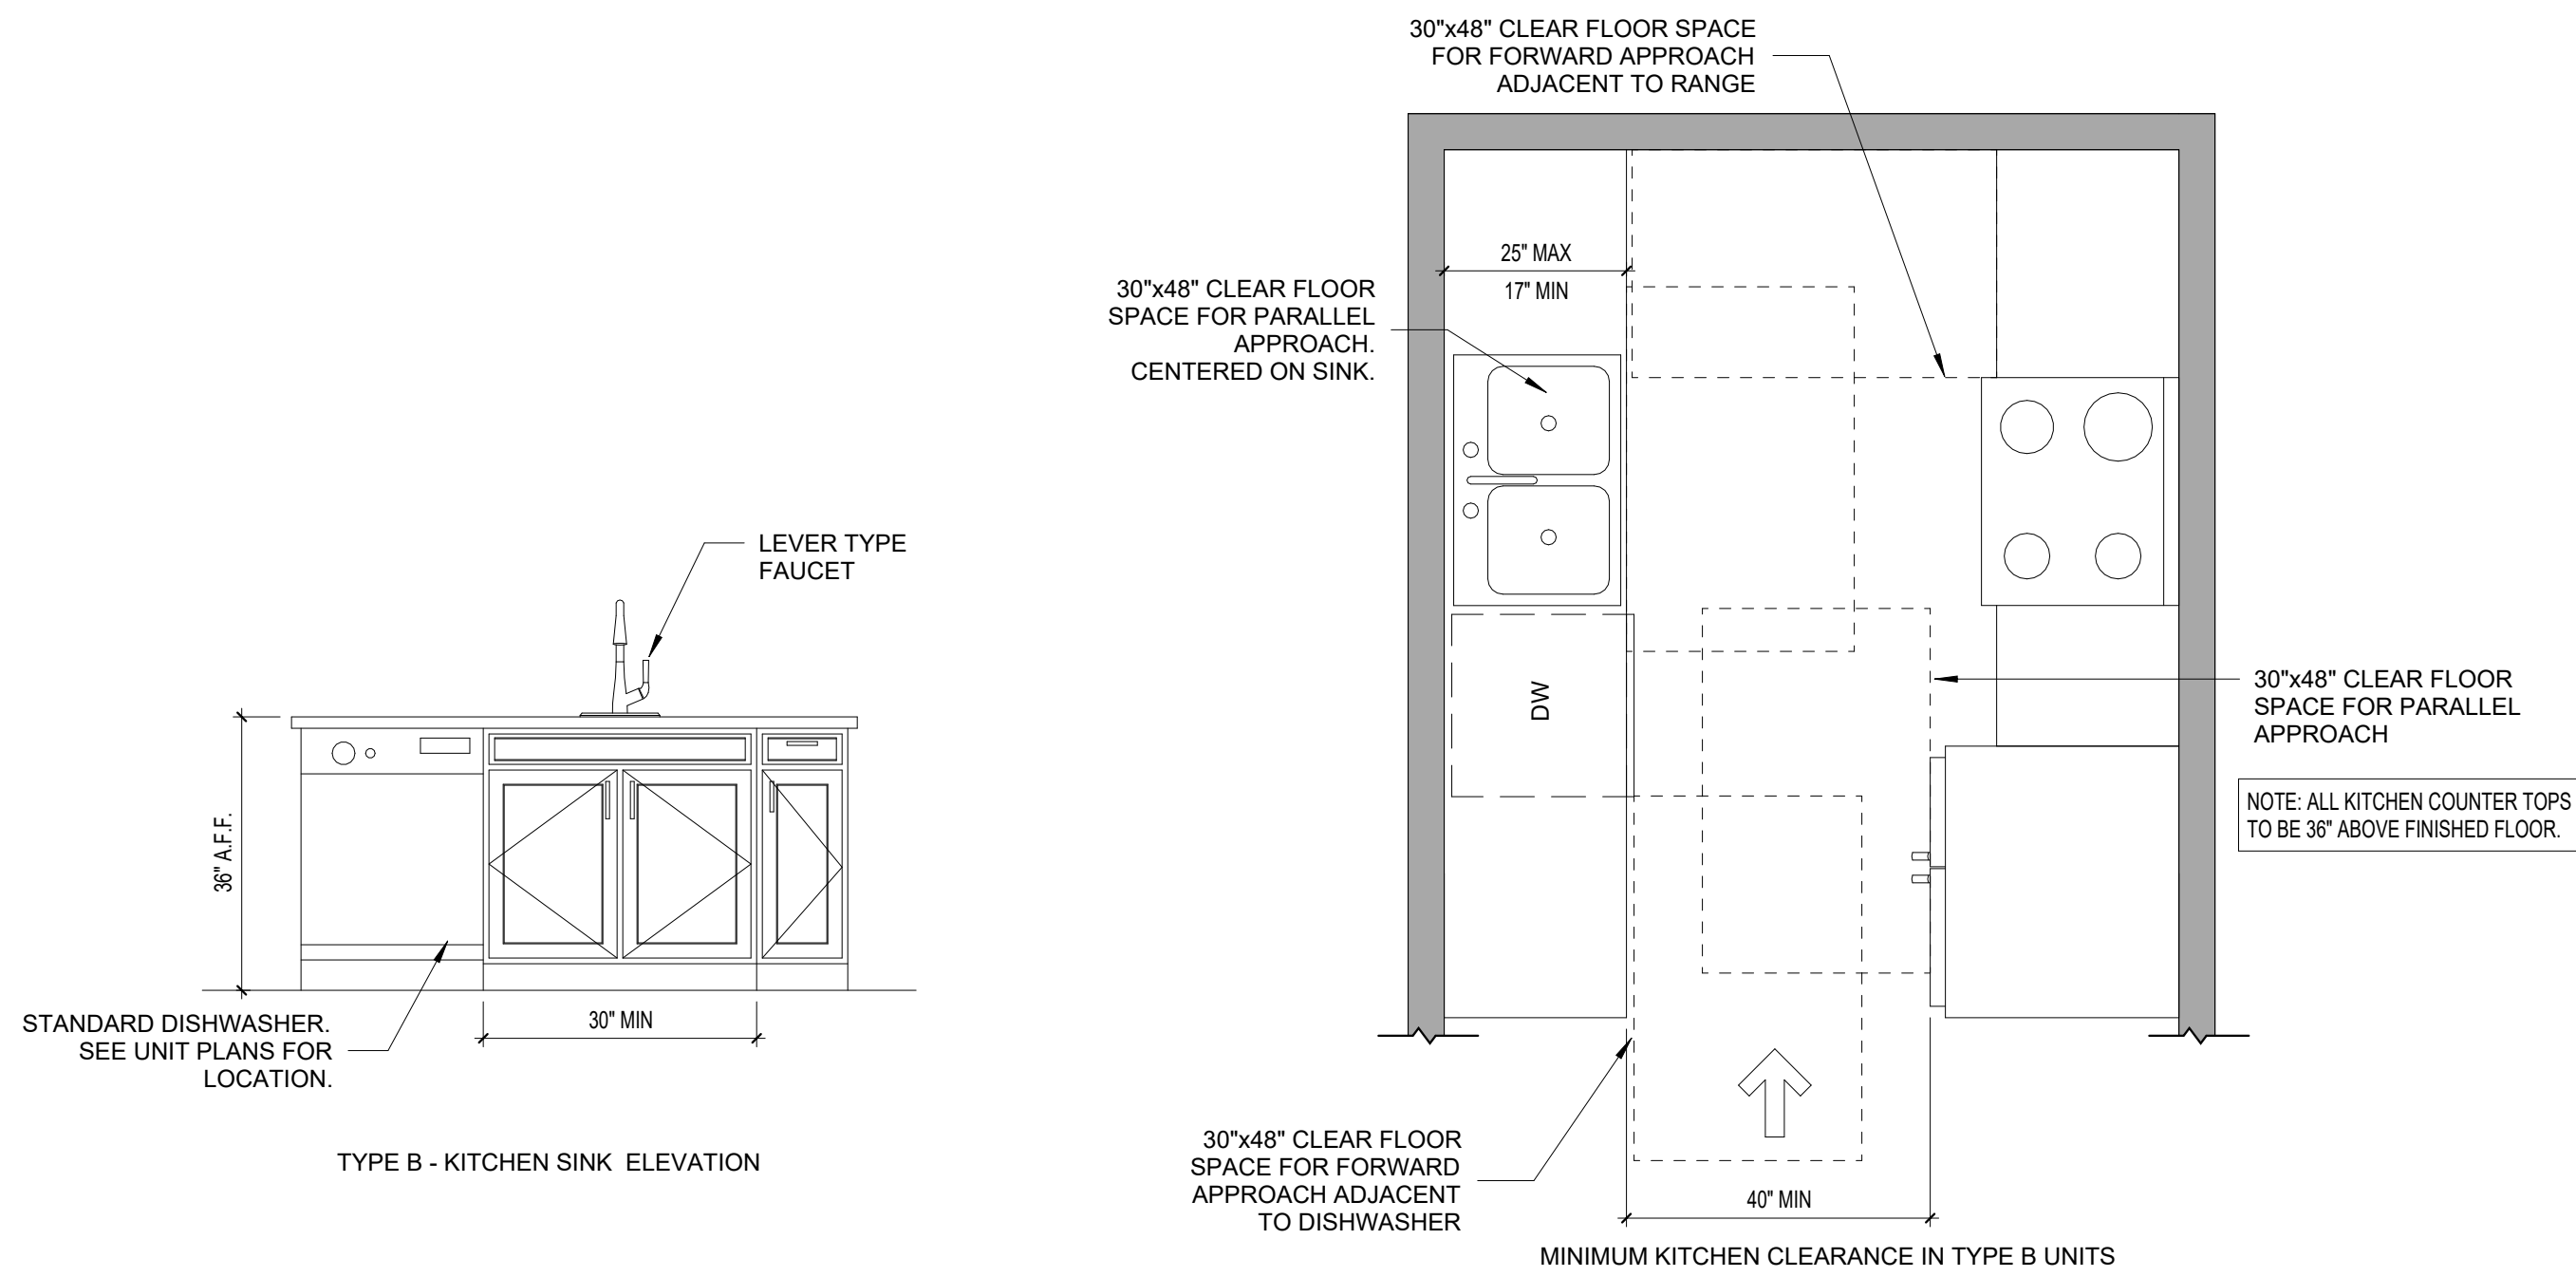 30"x48" CLEAR FLOOR SPACE
FOR FORWARD APPROACH
ADJACENT TO RANGE
25" MAX
17" MIN
30"x48" CLEAR FLOOR
SPACE FOR PARALLEL
APPROACH.
CENTERED ON SINK.
LEVER TYPE
FAUCET
DW
30"x48" CLEAR FLOOR
SPACE FOR PARALLEL
APPROACH
NOTE: ALL KITCHEN COUNTER TOPS
TO BE 36" ABOVE FINISHED FLOOR.
36" A.F.F.
STANDARD DISHWASHER.
SEE UNIT PLANS FOR
LOCATION.
30" MIN
TYPE B - KITCHEN SINK ELEVATION
30"x48" CLEAR FLOOR
SPACE FOR FORWARD
APPROACH ADJACENT
TO DISHWASHER
40" MIN
MINIMUM KITCHEN CLEARANCE IN TYPE B UNITS